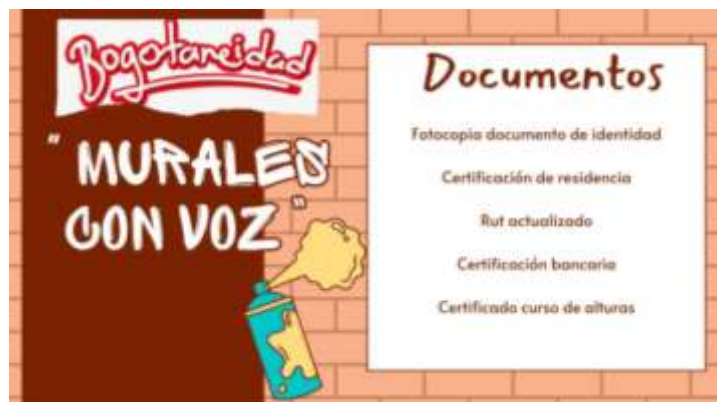 Bogotaneidad
" MURALES
CON VOZ "
Documentos
Fotocopia documento de identidad
Certificación de residencia
Rut actualizado
Certificación bancaria
Certificado curso de alturas